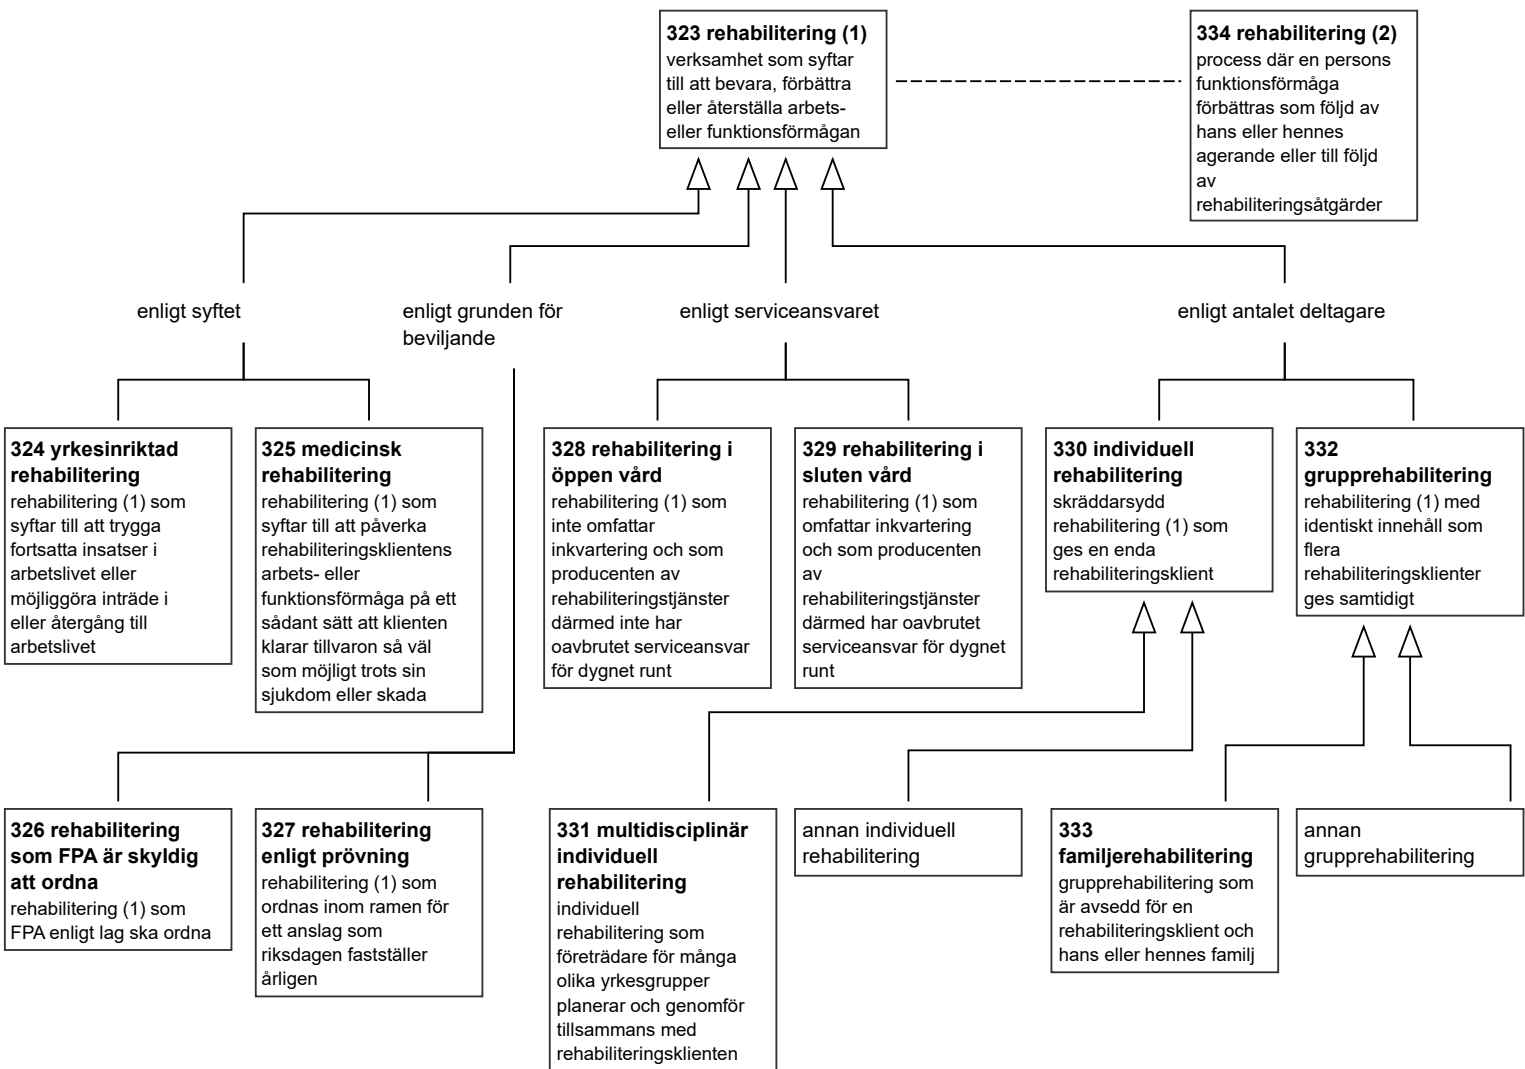 323 rehabilitering (1)
verksamhet som syftar
till att bevara, förbättra
eller återställa arbets-
eller funktionsförmågan
334 rehabilitering (2)
process där en persons
funktionsförmåga
förbättras som följd av
hans eller hennes
agerande eller till följd
av
rehabiliteringsåtgärder
enligt syftet
enligt grunden för
beviljande
enligt serviceansvaret
enligt antalet deltagare
324 yrkesinriktad
rehabilitering
rehabilitering (1) som
syftar till att trygga
fortsatta insatser i
arbetslivet eller
möjliggöra inträde i
eller återgång till
arbetslivet
325 medicinsk
rehabilitering
rehabilitering (1) som
syftar till att påverka
rehabiliteringsklientens
arbets- eller
funktionsförmåga på ett
sådant sätt att klienten
klarar tillvaron så väl
som möjligt trots sin
sjukdom eller skada
328 rehabilitering i
öppen vård
rehabilitering (1) som
inte omfattar
inkvartering och som
producenten av
rehabiliteringstjänster
därmed inte har
oavbrutet serviceansvar
för dygnet runt
329 rehabilitering i
sluten vård
rehabilitering (1) som
omfattar inkvartering
och som producenten
av
rehabiliteringstjänster
därmed har oavbrutet
serviceansvar för dygnet
runt
330 individuell
rehabilitering
skräddarsydd
rehabilitering (1) som
ges en enda
rehabiliteringsklient
332
grupprehabilitering
rehabilitering (1) med
identiskt innehåll som
flera
rehabiliteringsklienter
ges samtidigt
326 rehabilitering
som FPA är skyldig
att ordna
rehabilitering (1) som
FPA enligt lag ska ordna
327 rehabilitering
enligt prövning
rehabilitering (1) som
ordnas inom ramen för
ett anslag som
riksdagen fastställer
årligen
331 multidisciplinär
individuell
rehabilitering
individuell
rehabilitering som
företrädare för många
olika yrkesgrupper
planerar och genomför
tillsammans med
rehabiliteringsklienten
annan individuell
rehabilitering
333
familjerehabilitering
grupprehabilitering som
är avsedd för en
rehabiliteringsklient och
hans eller hennes familj
annan
grupprehabilitering